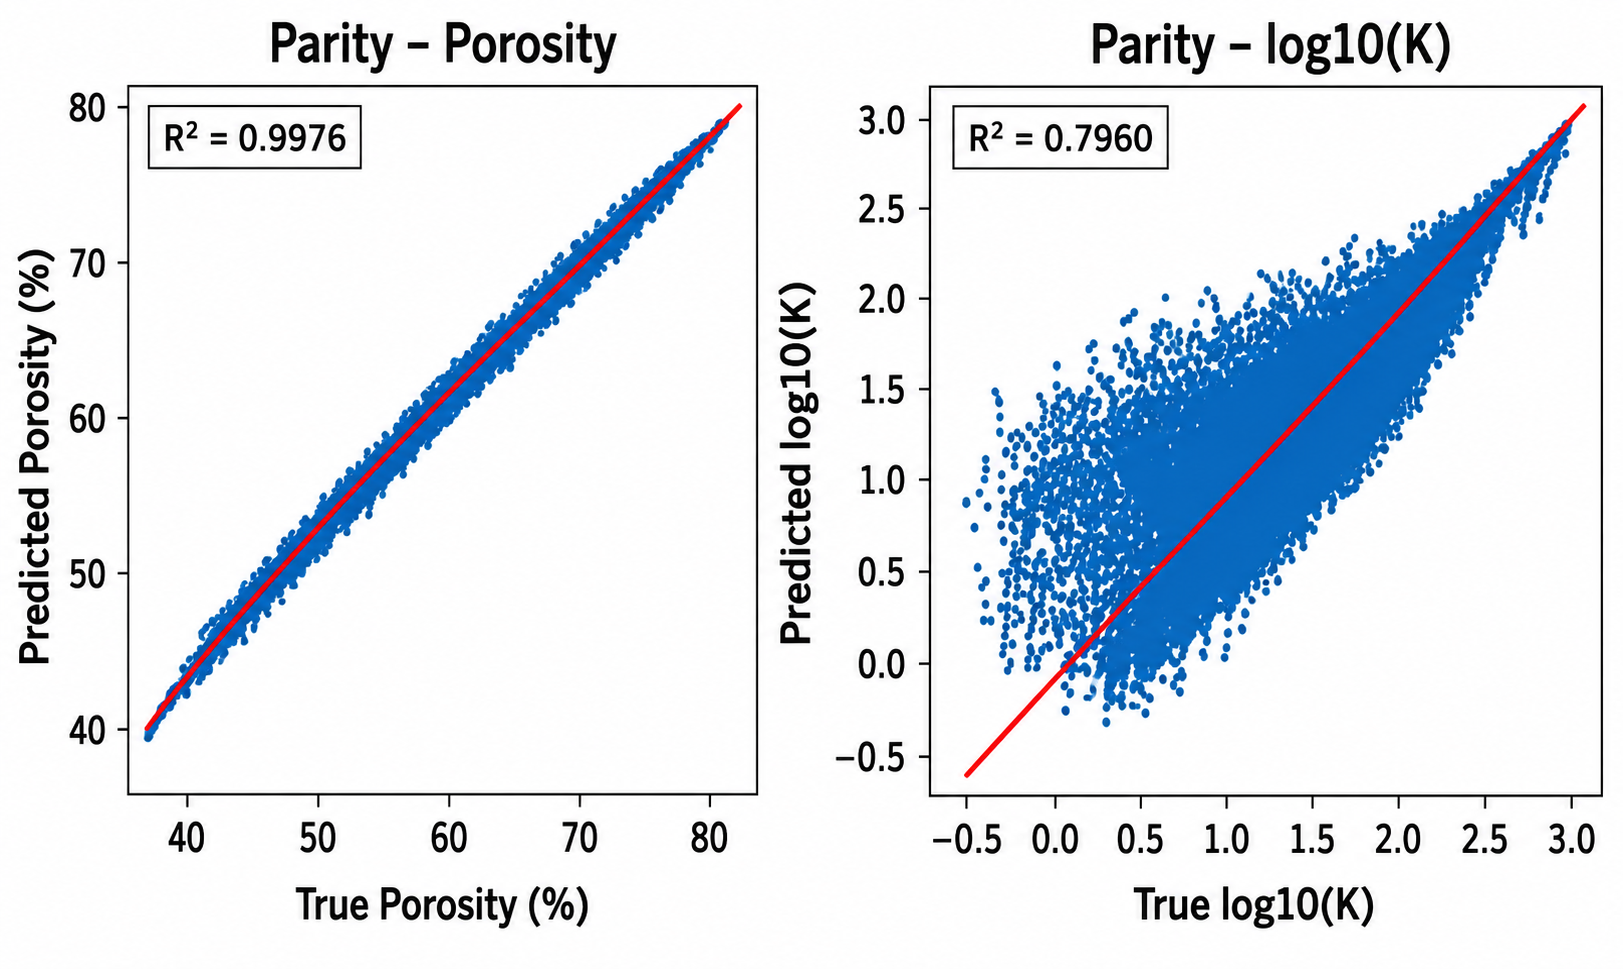 Parity – Porosity
R² = 0.9976
80
70
60
50
40
Predicted Porosity (%)
40 50 60 70 80
True Porosity (%)
Parity – log10(K)
R² = 0.7960
3.0
2.5
2.0
1.5
1.0
0.5
0.0
−0.5
Predicted log10(K)
−0.5 0.0 0.5 1.0 1.5 2.0 2.5 3.0
True log10(K)